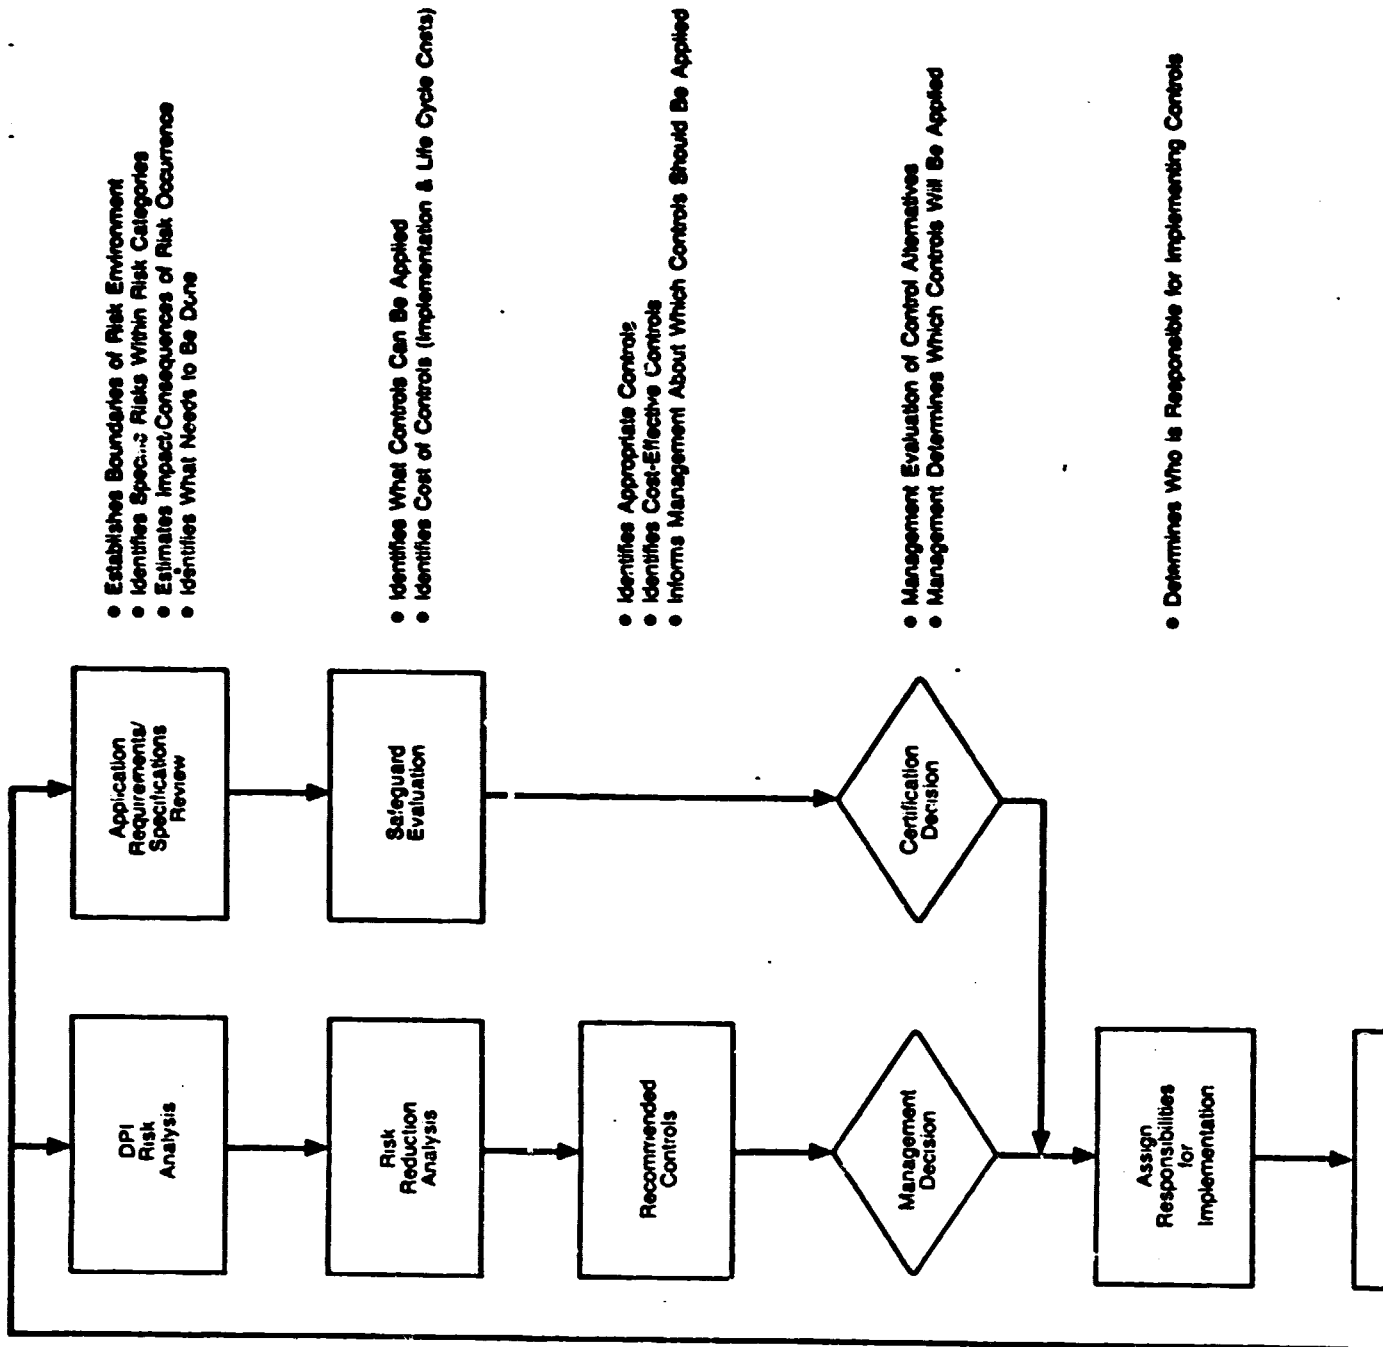 DPI
Risk
Analysis
Application
Requirements/
Specifications
Review
● Establishes Boundaries of Risk Environment
● Identifies Specific Risks Within Risk Categories
● Estimates Impact/Consequences of Risk Occurrence
● Identifies What Needs to Be Done
Risk
Reduction
Analysis
Safeguard
Evaluation
● Identifies What Controls Can Be Applied
● Identifies Cost of Controls (Implementation & Life Cycle Costs)
Recommended
Controls
● Identifies Appropriate Controls
● Identifies Cost-Effective Controls
● Informs Management About Which Controls Should Be Applied
Management
Decision
Certification
Decision
● Management Evaluation of Control Alternatives
● Management Determines Which Controls Will Be Applied
Assign
Responsibilities
for
Implementation
● Determines Who is Responsible for Implementing Controls